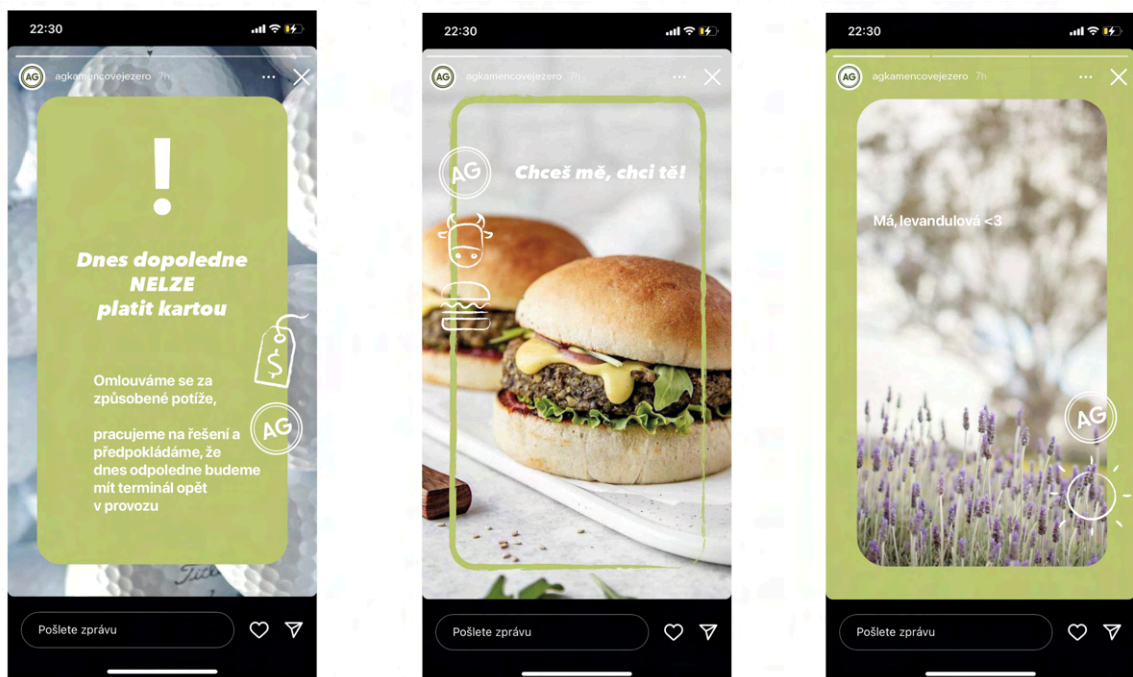 22:30
AG
agkamencovejezero 7h
!
Dnes dopoledne
NELZE
platit kartou
$
Omlouváme se za
způsobené potíže,
AG
pracujeme na řešení a
předpokládáme, že
dnes odpoledne budeme
mít terminál opět
v provozu
Pošlete zprávu
22:30
AG
agkamencovejezero 7h
AG
Chceš mě, chci tě!
Pošlete zprávu
22:30
AG
agkamencovejezero 7h
Má, levandulová <3
AG
Pošlete zprávu